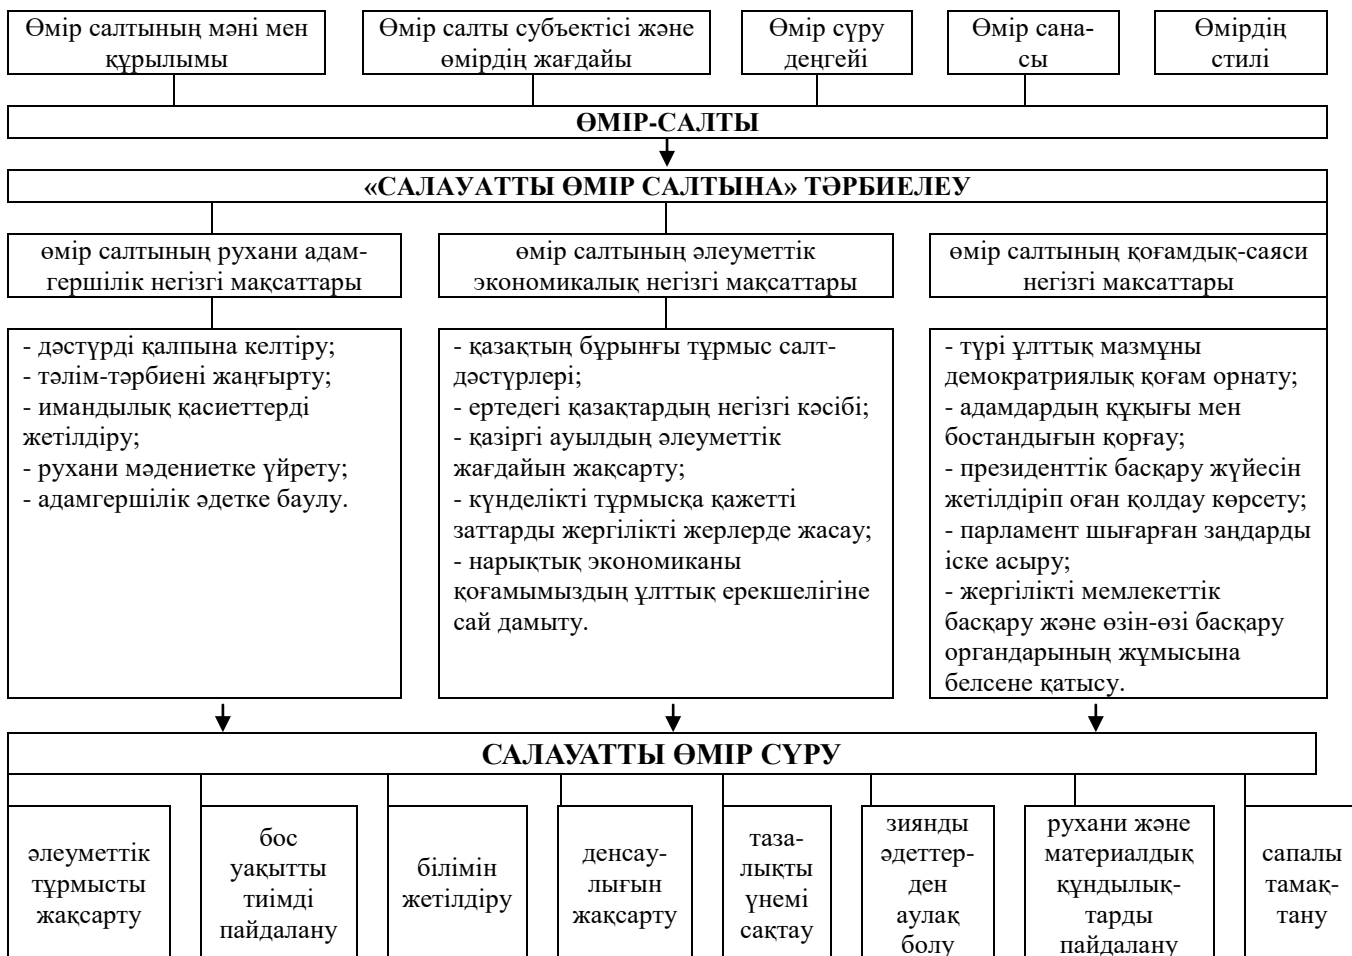 Өмір салтының мәні мен
құрылымы
Өмір салты субъектісі және
өмірдің жағдайы
Өмір сүру
деңгейі
Өмір сана-
сы
Өмірдің
стилі
ӨМІР-САЛТЫ
«САЛАУАТТЫ ӨМІР САЛТЫНА» ТӘРБИЕЛЕУ
өмір салтының рухани адам-
гершілік негізгі мақсаттары
өмір салтының әлеуметтік
экономикалық негізгі мақсаттары
өмір салтының қоғамдық-саяси
негізгі максаттары
- дәстүрді қалпына келтіру;
- тәлім-тәрбиені жаңғырту;
- имандылық қасиеттерді
жетілдіру;
- рухани мәдениетке үйрету;
- адамгершілік әдетке баулу.
- қазақтың бұрынғы тұрмыс салт-
дәстүрлері;
- ертедегі қазақтардың негізгі кәсібі;
- қазіргі ауылдың әлеуметтік
жағдайын жақсарту;
- күнделікті тұрмысқа қажетті
заттарды жергілікті жерлерде жасау;
- нарықтық экономиканы
қоғамымыздың ұлттық ерекшелігіне
сай дамыту.
- түрі ұлттық мазмұны
демократриялық қоғам орнату;
- адамдардың құқығы мен
бостандығын қорғау;
- президенттік басқару жүйесін
жетілдіріп оған қолдау көрсету;
- парламент шығарған заңдарды
іске асыру;
- жергілікті мемлекеттік
басқару және өзін-өзі басқару
органдарының жұмысына
белсене қатысу.
САЛАУАТТЫ ӨМІР СҮРУ
әлеуметтік
тұрмысты
жақсарту
бос
уақытты
тиімді
пайдалану
білімін
жетілдіру
денсау-
лығын
жақсарту
таза-
лықты
үнемі
сақтау
зиянды
әдеттер-
ден
аулақ
болу
рухани және
материалдық
құндылық-
тарды
пайдалану
сапалы
тамақ-
тану